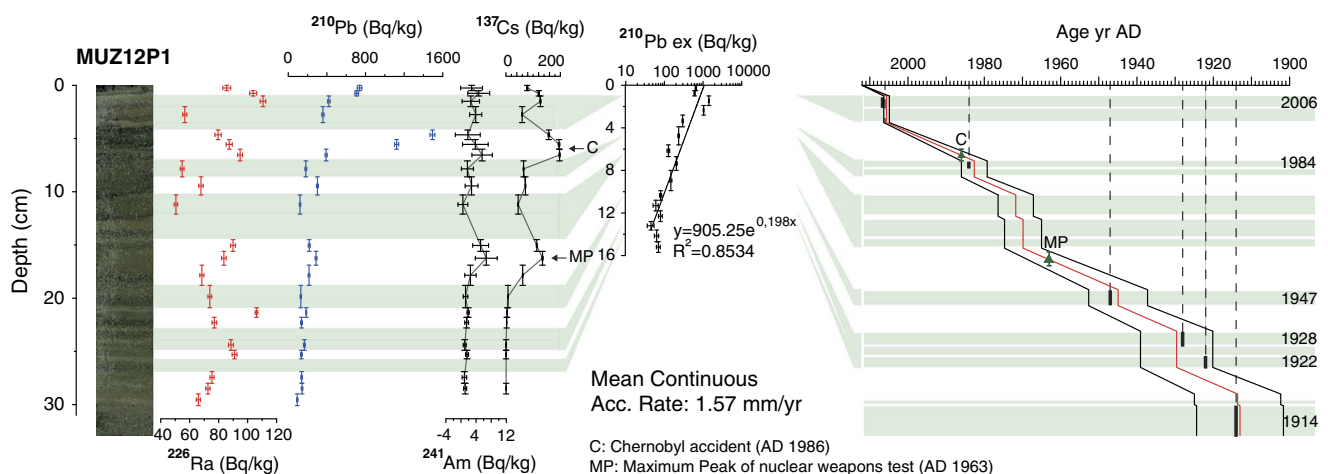 MUZ12P1
210Pb (Bq/kg)
137Cs (Bq/kg)
0 800 1600
0 200
Depth (cm)
0
10
20
30
40 60 80 100 120
226Ra (Bq/kg)
-4 4 12
241Am (Bq/kg)
C
MP
210Pb ex (Bq/kg)
10 100 1000 10000
0
4
8
12
16
y=905.25e0,198x
R2=0.8534
Mean Continuous
Acc. Rate: 1.57 mm/yr
C: Chernobyl accident (AD 1986)
MP: Maximum Peak of nuclear weapons test (AD 1963)
Age yr AD
2000 1980 1960 1940 1920 1900
C
MP
2006
1984
1947
1928
1922
1914